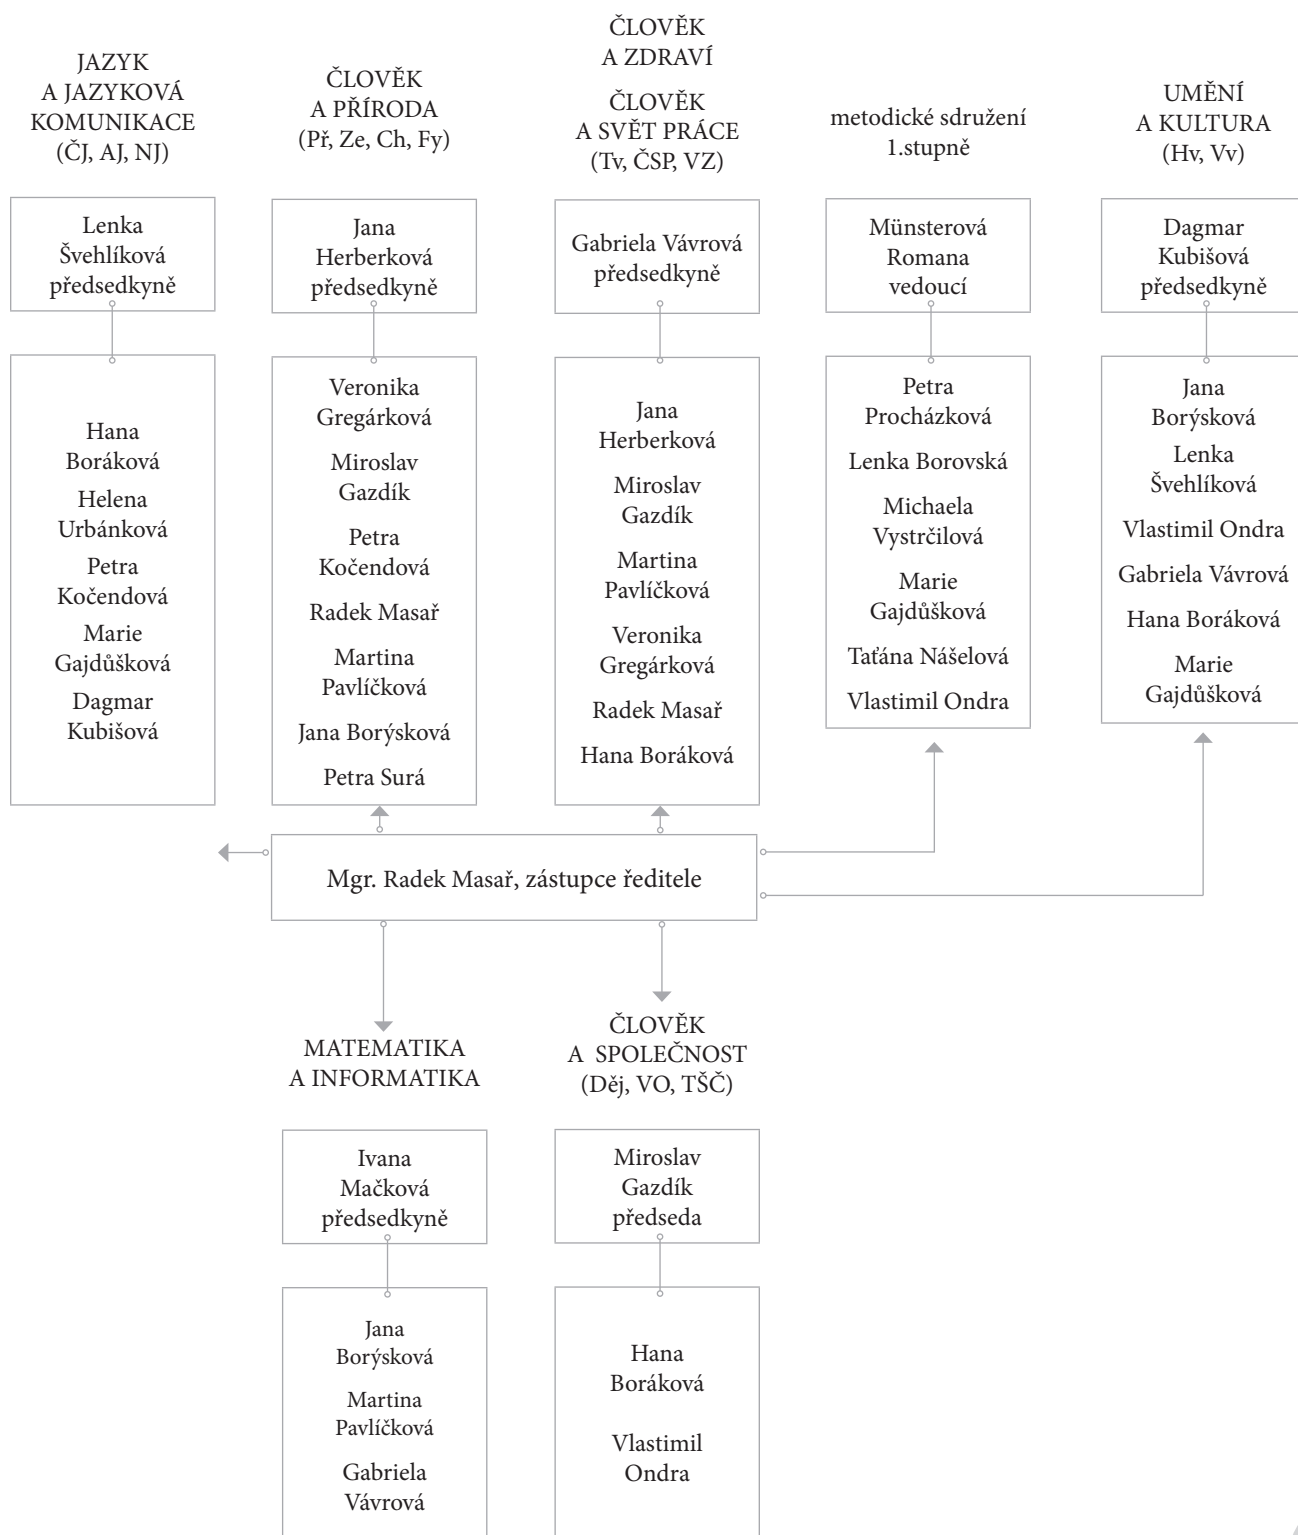 JAZYK
A JAZYKOVÁ
KOMUNIKACE
(ČJ, AJ, NJ)
Lenka
Švehlíková
předsedkyně
Hana
Boráková
Helena
Urbánková
Petra
Kočendová
Marie
Gajdůšková
Dagmar
Kubišová
ČLOVĚK
A PŘÍRODA
(Př, Ze, Ch, Fy)
Jana
Herberková
předsedkyně
Veronika
Gregárková
Miroslav
Gazdík
Petra
Kočendová
Radek Masař
Martina
Pavlíčková
Jana Borýsková
Petra Surá
ČLOVĚK
A ZDRAVÍ
ČLOVĚK
A SVĚT PRÁCE
(Tv, ČSP, VZ)
Gabriela Vávrová
předsedkyně
Jana
Herberková
Miroslav
Gazdík
Martina
Pavlíčková
Veronika
Gregárková
Radek Masař
Hana Boráková
metodické sdružení
1.stupně
Münsterová
Romana
vedoucí
Petra
Procházková
Lenka Borovská
Michaela
Vystrčilová
Marie
Gajdůšková
Taťána Nášelová
Vlastimil Ondra
UMĚNÍ
A KULTURA
(Hv, Vv)
Dagmar
Kubišová
předsedkyně
Jana
Borýsková
Lenka
Švehlíková
Vlastimil Ondra
Gabriela Vávrová
Hana Boráková
Marie
Gajdůšková
Mgr. Radek Masař, zástupce ředitele
MATEMATIKA
A INFORMATIKA
Ivana
Mačková
předsedkyně
Jana
Borýsková
Martina
Pavlíčková
Gabriela
Vávrová
ČLOVĚK
A SPOLEČNOST
(Děj, VO, TŠČ)
Miroslav
Gazdík
předseda
Hana
Boráková
Vlastimil
Ondra